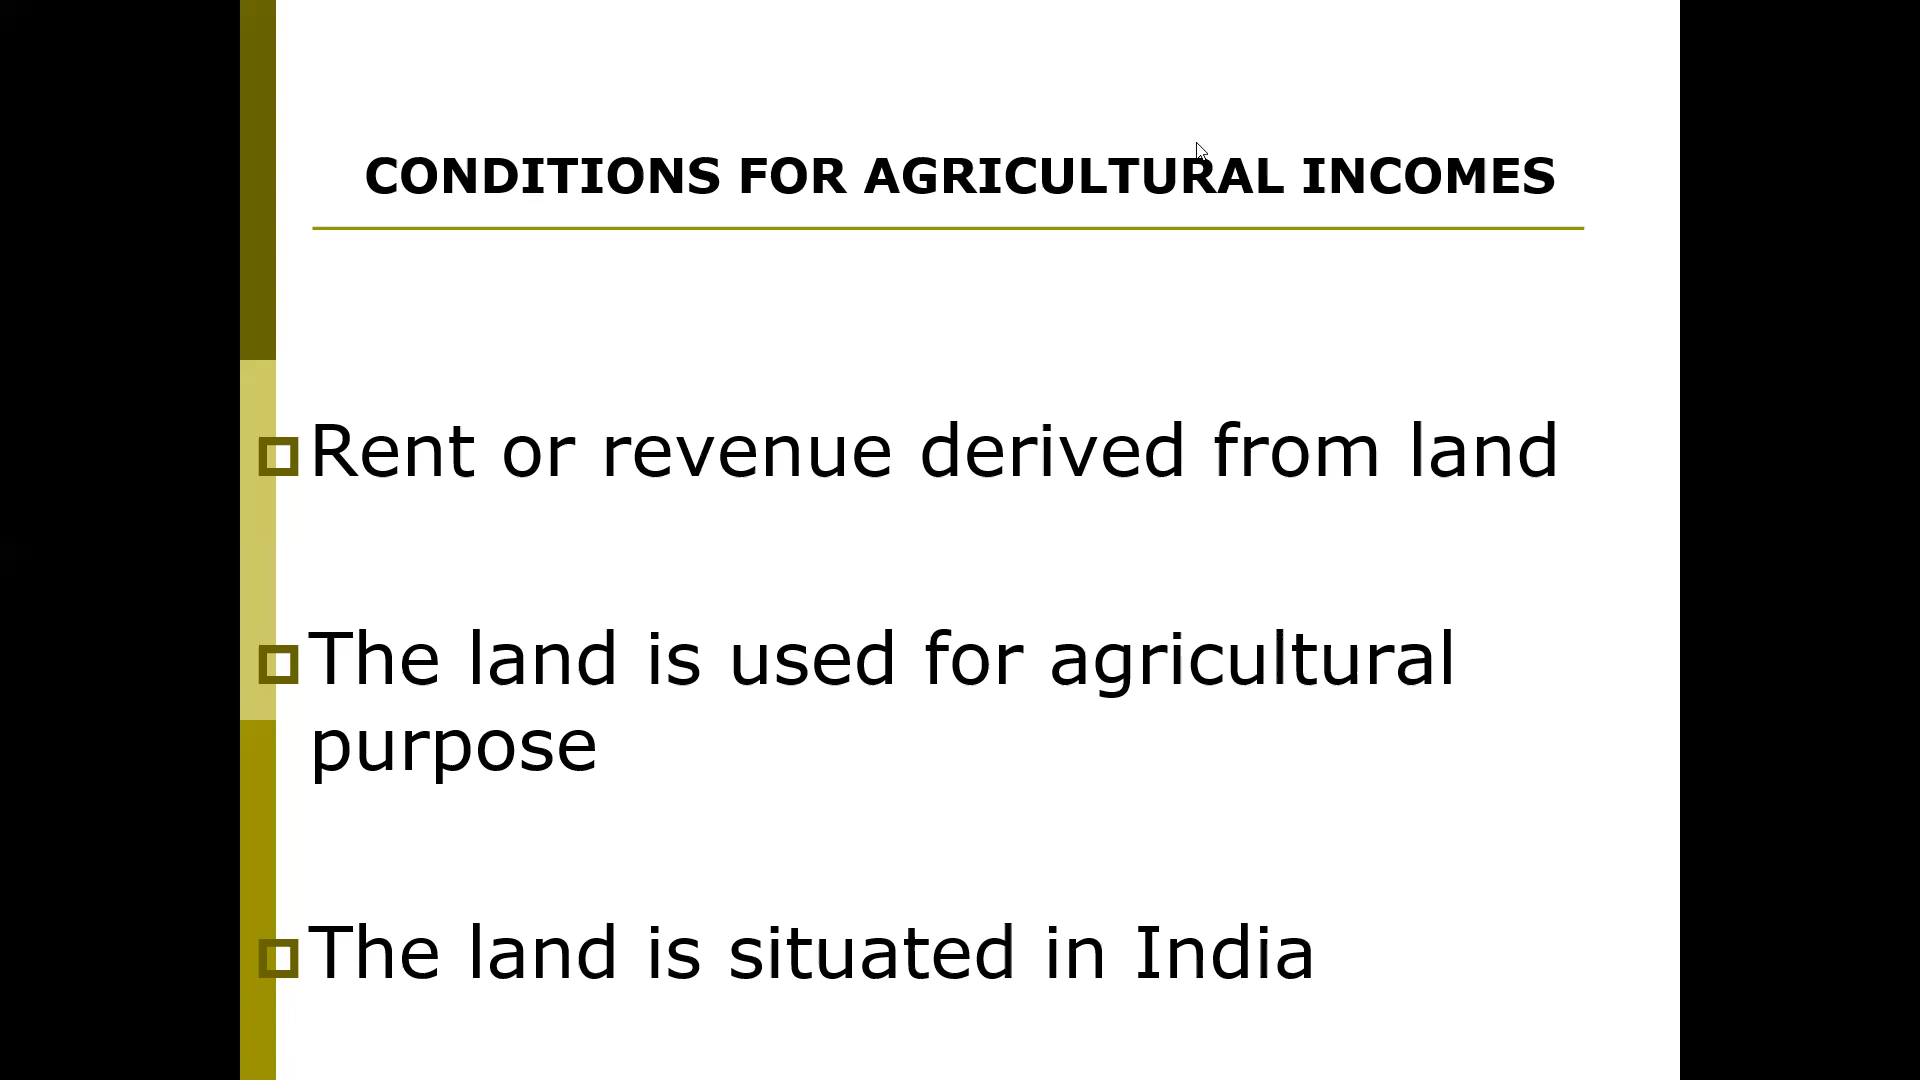 CONDITIONS FOR AGRICULTURAL INCOMES
Rent or revenue derived from land
The land is used for agricultural
purpose
The land is situated in India